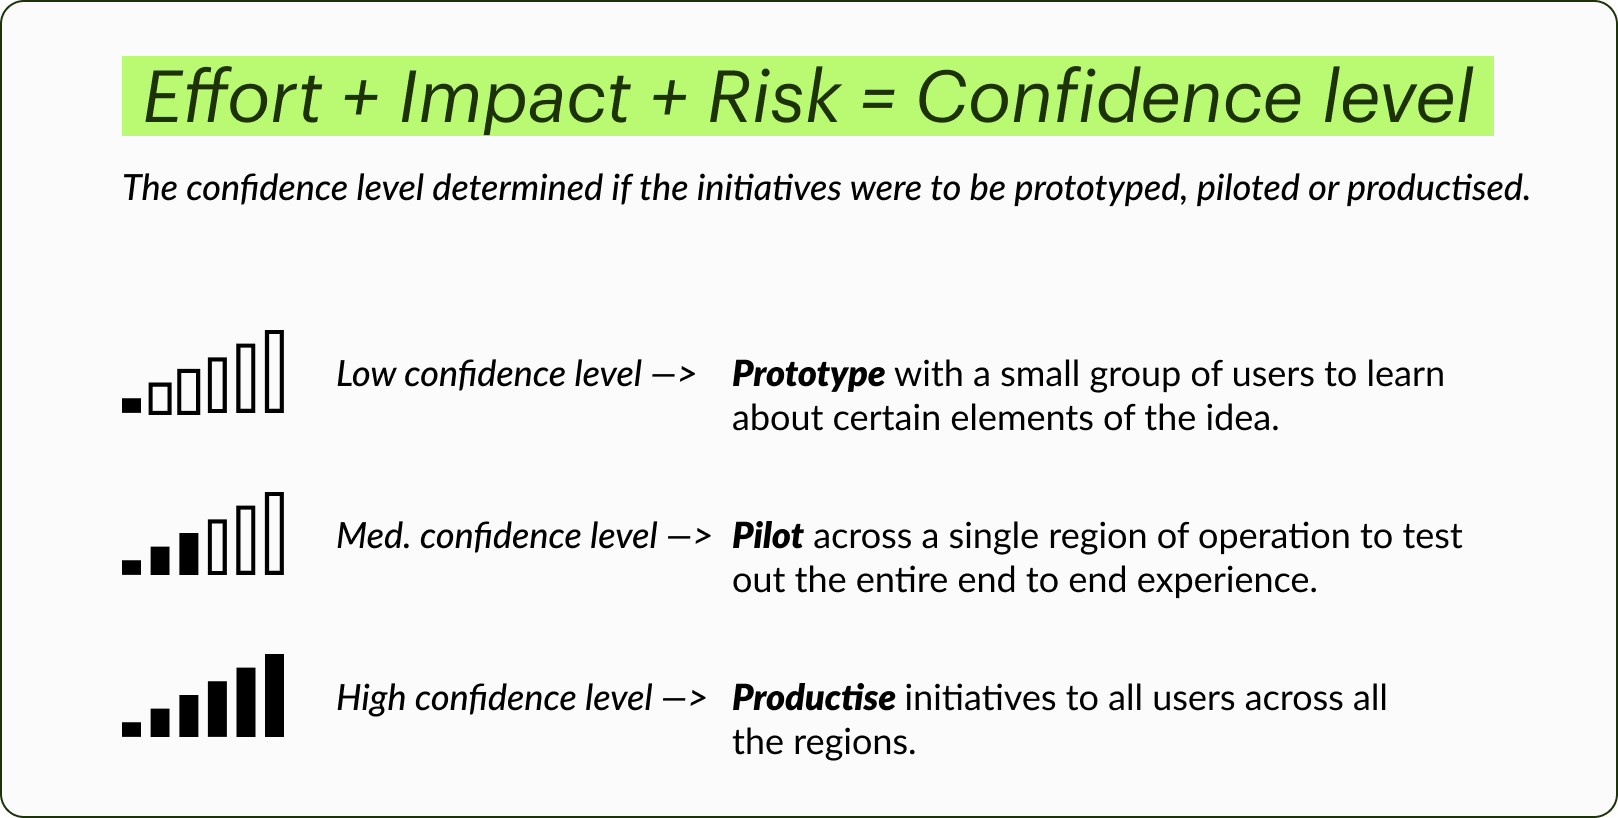 Effort + Impact + Risk = Confidence level
The confidence level determined if the initiatives were to be prototyped, piloted or productised.
Low confidence level —> Prototype with a small group of users to learn
about certain elements of the idea.
Med. confidence level —> Pilot across a single region of operation to test
out the entire end to end experience.
High confidence level —> Productise initiatives to all users across all
the regions.